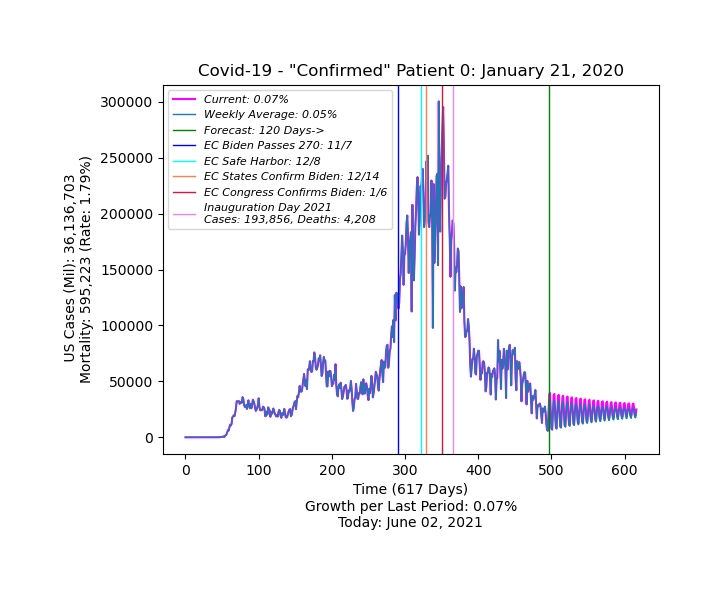 Covid-19 - "Confirmed" Patient 0: January 21, 2020
US Cases (Mil): 36,136,703
Mortality: 595,223 (Rate: 1.79%)
300000
250000
200000
150000
100000
50000
0
Current: 0.07%
Weekly Average: 0.05%
Forecast: 120 Days->
EC Biden Passes 270: 11/7
EC Safe Harbor: 12/8
EC States Confirm Biden: 12/14
EC Congress Confirms Biden: 1/6
Inauguration Day 2021
Cases: 193,856, Deaths: 4,208
0 100 200 300 400 500 600
Time (617 Days)
Growth per Last Period: 0.07%
Today: June 02, 2021